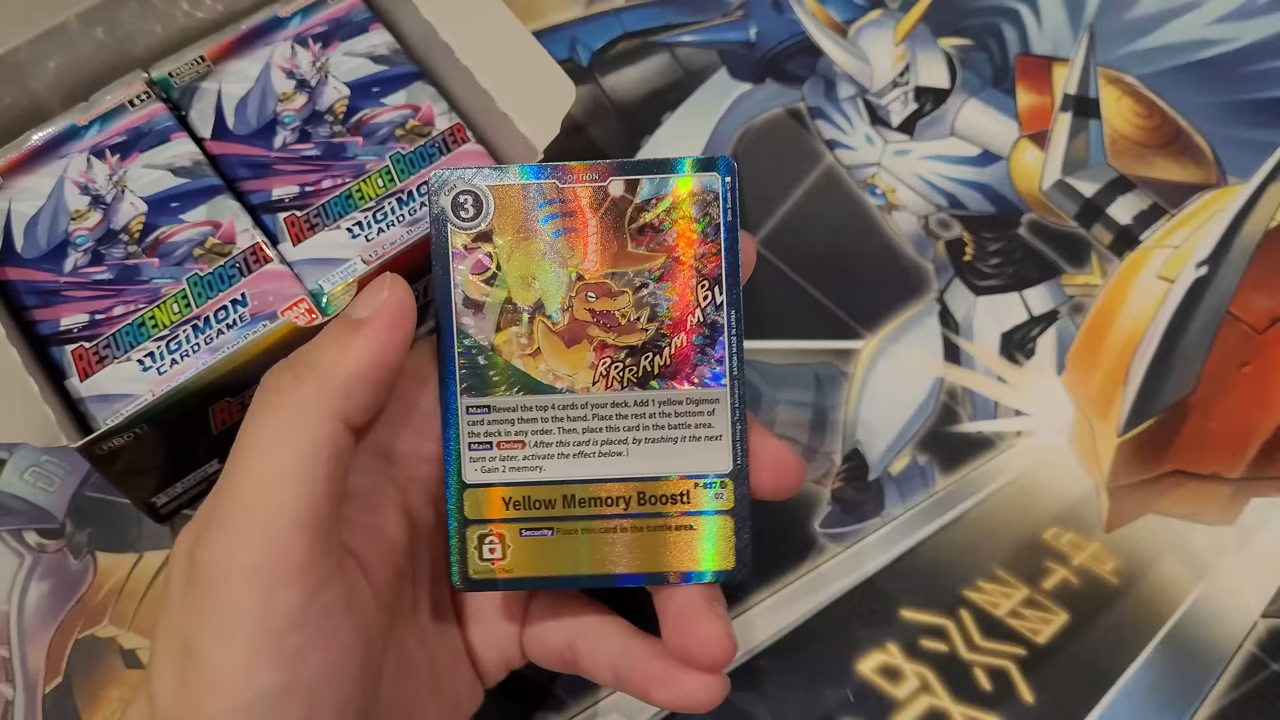 RB01
RESURGENCE BOOSTER
DIGIMON
CARD GAME
RESURGENCE BOOSTER
DIGIMON
CARD GAME
RB01
OPTION
3
RRRRMMMMBL
Main Reveal the top 4 cards of your deck. Add 1 yellow Digimon
card among them to the hand. Place the rest at the bottom of
the deck in any order. Then, place this card in the battle area.
Main Delay (After this card is placed, by trashing it the next
turn or later, activate the effect below.)
• Gain 2 memory.
Yellow Memory Boost!
02
Security Place this card in the battle area.